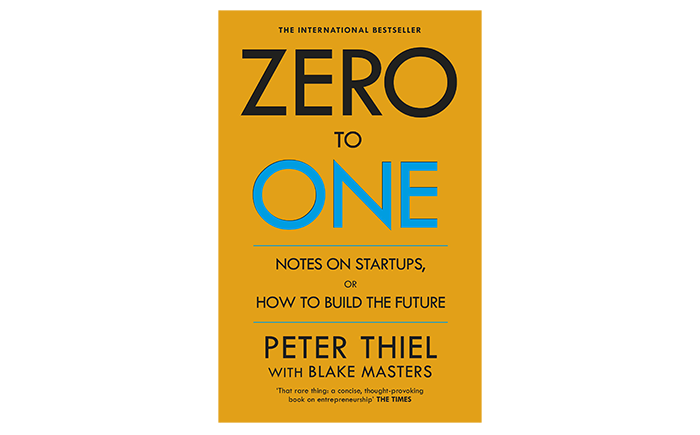 THE INTERNATIONAL BESTSELLER
ZERO
TO
ONE
NOTES ON STARTUPS,
OR
HOW TO BUILD THE FUTURE
PETER THIEL
WITH BLAKE MASTERS
'That rare thing: a concise, thought-provoking
book on entrepreneurship' THE TIMES